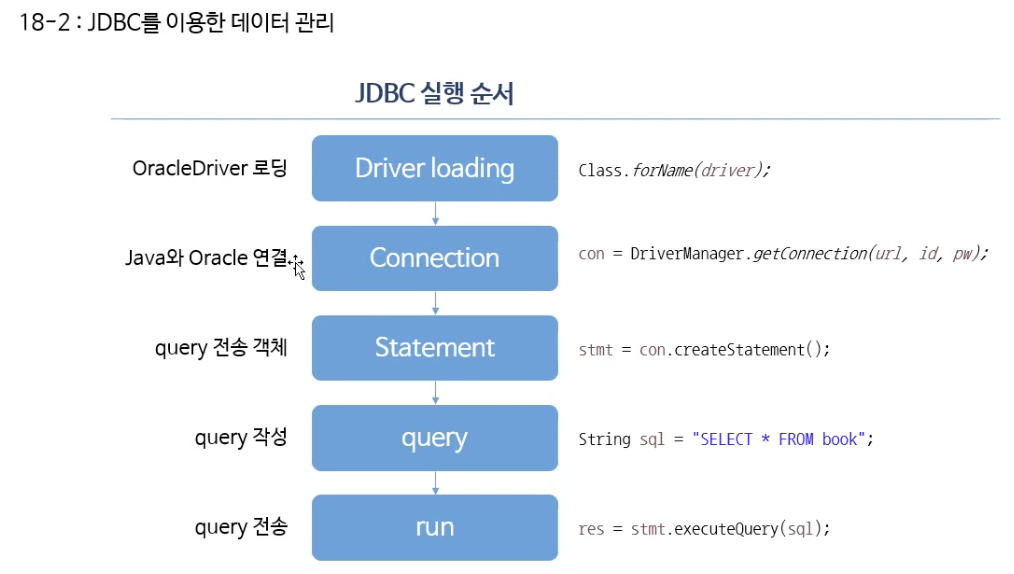 18-2 : JDBC를 이용한 데이터 관리
JDBC 실행 순서
OracleDriver 로딩
Driver loading
Class.forName(driver);
Java와 Oracle 연결
Connection
con = DriverManager.getConnection(url, id, pw);
query 전송 객체
Statement
stmt = con.createStatement();
query 작성
query
String sql = "SELECT * FROM book";
query 전송
run
res = stmt.executeQuery(sql);